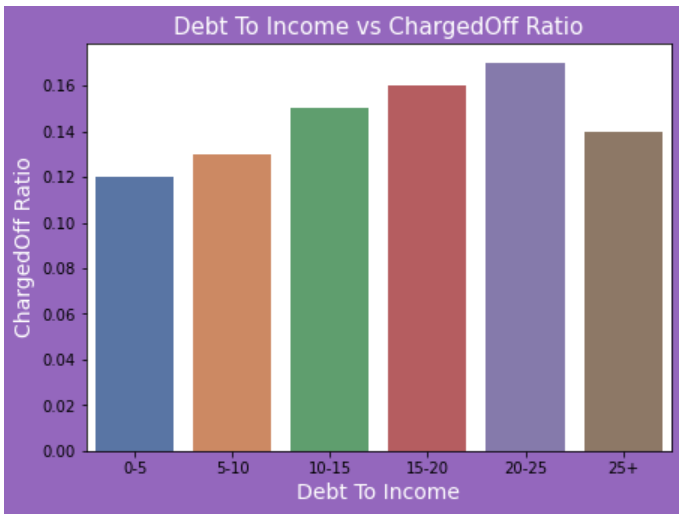 Debt To Income vs ChargedOff Ratio
ChargedOff Ratio
0.16
0.14
0.12
0.10
0.08
0.06
0.04
0.02
0.00
0-5 5-10 10-15 15-20 20-25 25+
Debt To Income